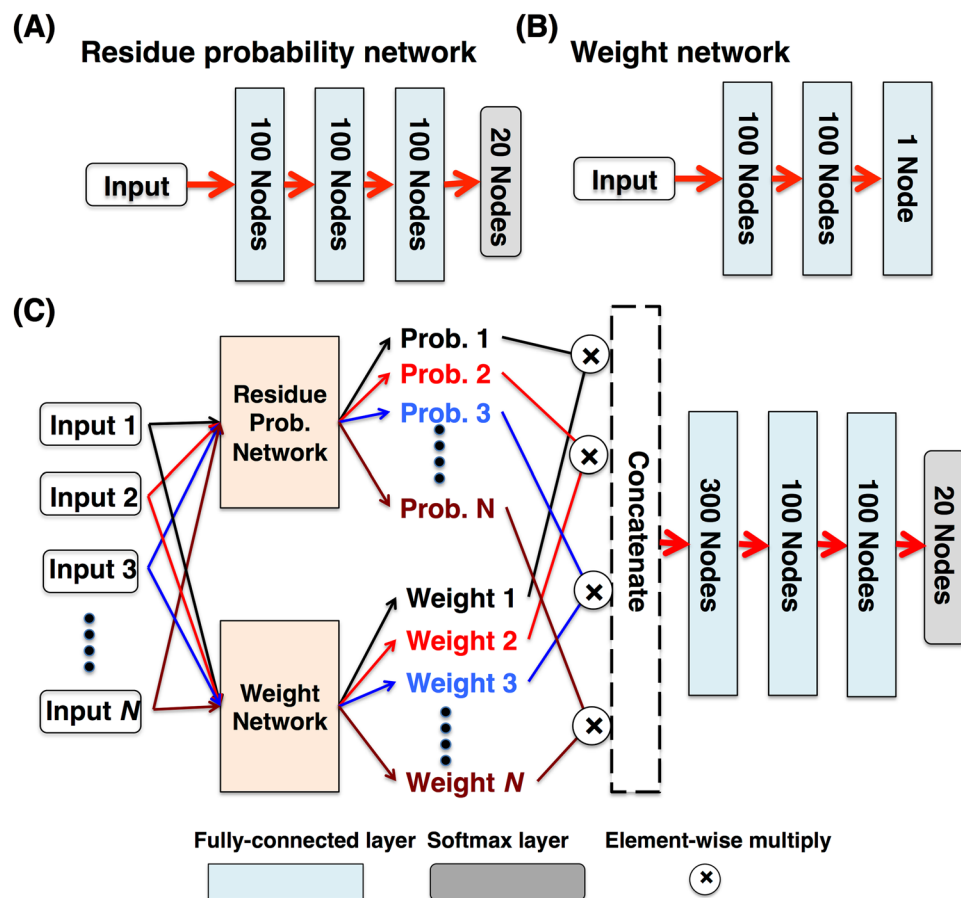 (A)
Residue probability network
Input
100 Nodes
100 Nodes
100 Nodes
20 Nodes
(B)
Weight network
Input
100 Nodes
100 Nodes
1 Node
(C)
Input 1
Input 2
Input 3
Input N
Residue
Prob.
Network
Weight
Network
Prob. 1
Prob. 2
Prob. 3
Prob. N
Weight 1
Weight 2
Weight 3
Weight N
×
×
×
×
Concatenate
300 Nodes
100 Nodes
100 Nodes
20 Nodes
Fully-connected layer
Softmax layer
Element-wise multiply
×